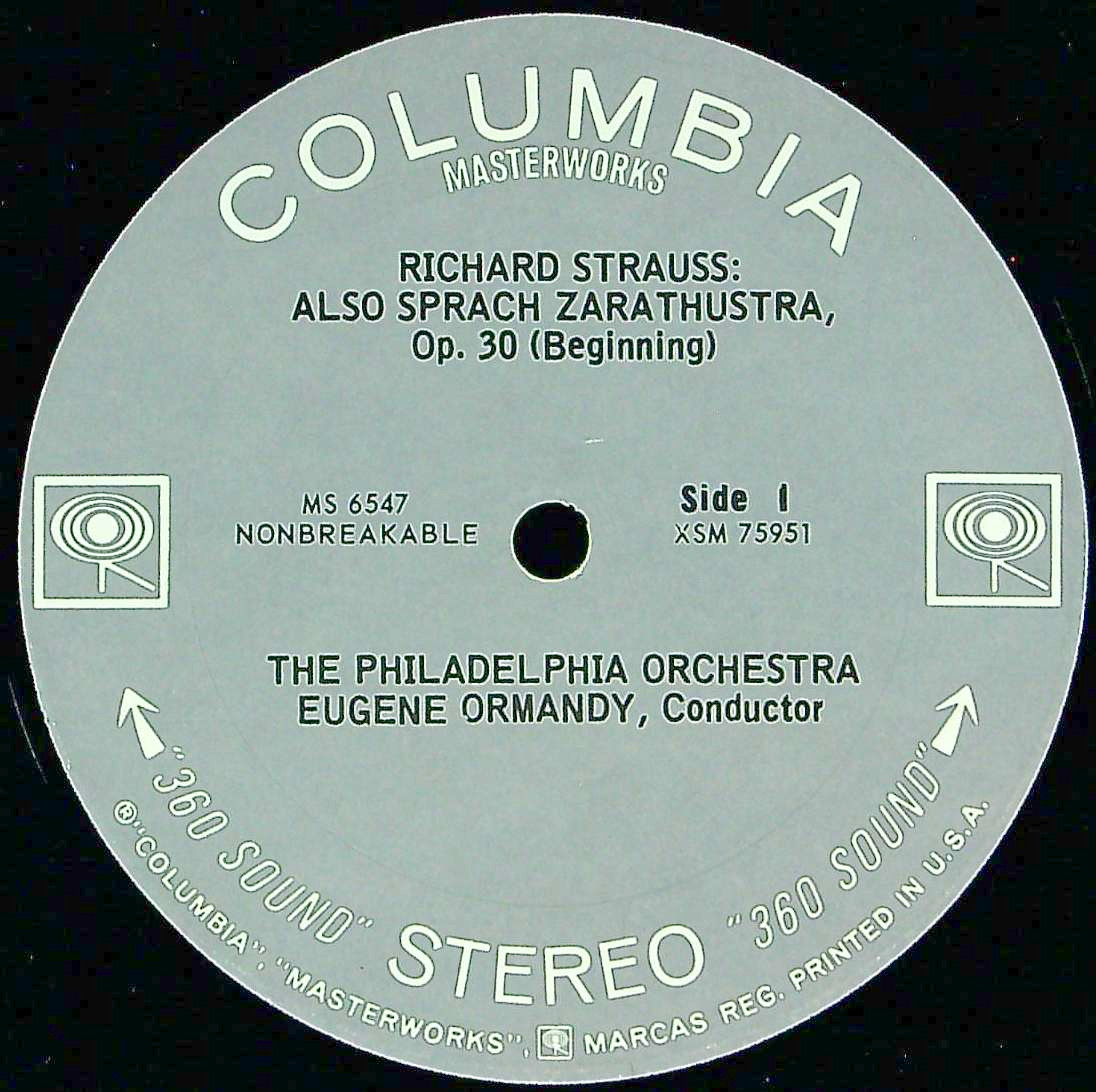 COLUMBIA
MASTERWORKS
RICHARD STRAUSS:
ALSO SPRACH ZARATHUSTRA,
Op. 30 (Beginning)
MS 6547
NONBREAKABLE
Side 1
XSM 75951
THE PHILADELPHIA ORCHESTRA
EUGENE ORMANDY, Conductor
"360 SOUND" STEREO "360 SOUND"
®"COLUMBIA", "MASTERWORKS", MARCAS REG. PRINTED IN U.S.A.